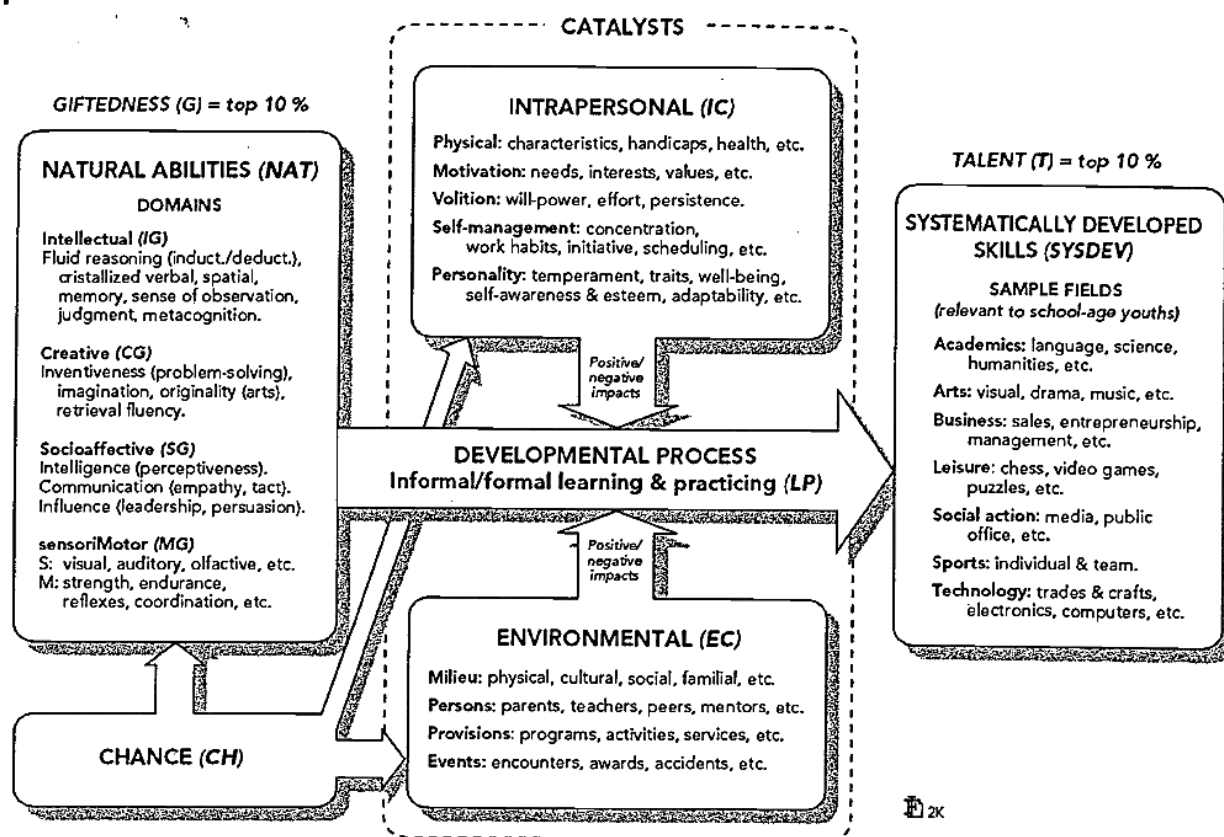 CATALYSTS
GIFTEDNESS (G) = top 10 %
NATURAL ABILITIES (NAT)
DOMAINS
Intellectual (IG)
Fluid reasoning (induct./deduct.),
cristallized verbal, spatial,
memory, sense of observation,
judgment, metacognition.
Creative (CG)
Inventiveness (problem-solving),
imagination, originality (arts),
retrieval fluency.
Socioaffective (SG)
Intelligence (perceptiveness).
Communication (empathy, tact).
Influence (leadership, persuasion).
sensoriMotor (MG)
S: visual, auditory, olfactive, etc.
M: strength, endurance,
reflexes, coordination, etc.
CHANCE (CH)
INTRAPERSONAL (IC)
Physical: characteristics, handicaps, health, etc.
Motivation: needs, interests, values, etc.
Volition: will-power, effort, persistence.
Self-management: concentration,
work habits, initiative, scheduling, etc.
Personality: temperament, traits, well-being,
self-awareness & esteem, adaptability, etc.
Positive/
negative
impacts
DEVELOPMENTAL PROCESS
Informal/formal learning & practicing (LP)
Positive/
negative
impacts
ENVIRONMENTAL (EC)
Milieu: physical, cultural, social, familial, etc.
Persons: parents, teachers, peers, mentors, etc.
Provisions: programs, activities, services, etc.
Events: encounters, awards, accidents, etc.
TALENT (T) = top 10 %
SYSTEMATICALLY DEVELOPED
SKILLS (SYSDEV)
SAMPLE FIELDS
(relevant to school-age youths)
Academics: language, science,
humanities, etc.
Arts: visual, drama, music, etc.
Business: sales, entrepreneurship,
management, etc.
Leisure: chess, video games,
puzzles, etc.
Social action: media, public
office, etc.
Sports: individual & team.
Technology: trades & crafts,
electronics, computers, etc.
2K